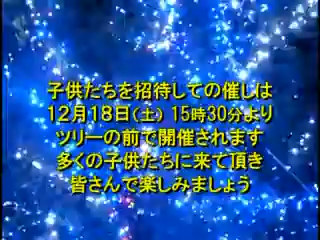 子供たちを招待しての催しは
12月18日(土) 15時30分より
ツリーの前で開催されます
多くの子供たちに来て頂き
皆さんで楽しみましょう